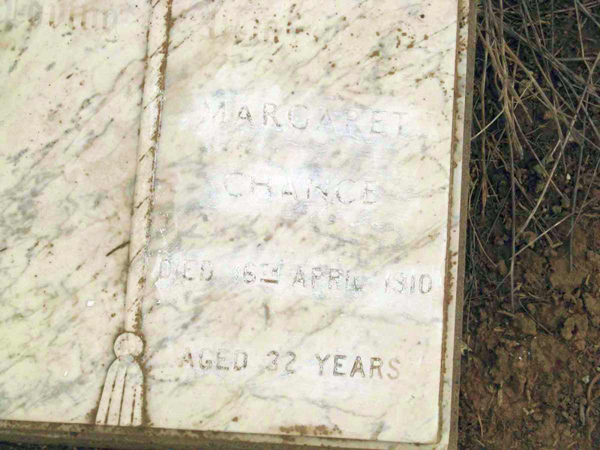 MARGARET
CHANCE
DIED 6TH APRIL 1910
AGED 32 YEARS